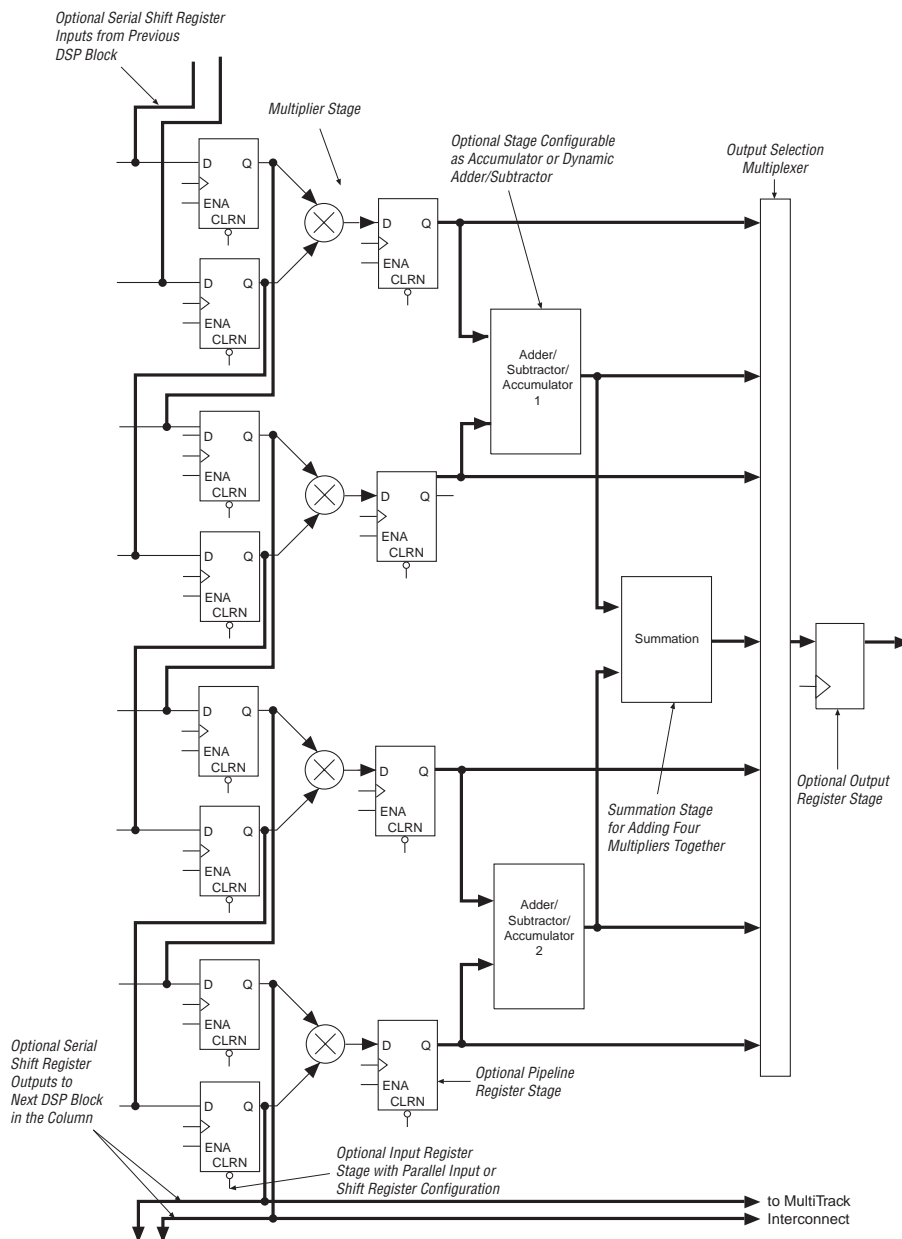 Optional Serial Shift Register
Inputs from Previous
DSP Block
Multiplier Stage
Optional Stage Configurable
as Accumulator or Dynamic
Adder/Subtractor
Output Selection
Multiplexer
D Q
ENA
CLRN
D Q
ENA
CLRN
D Q
ENA
CLRN
Adder/
Subtractor/
Accumulator
1
D Q
ENA
CLRN
D Q
ENA
CLRN
D Q
ENA
CLRN
Summation
D Q
ENA
CLRN
D Q
ENA
CLRN
D Q
ENA
CLRN
Summation Stage
for Adding Four
Multipliers Together
Optional Output
Register Stage
Adder/
Subtractor/
Accumulator
2
D Q
ENA
CLRN
D Q
ENA
CLRN
D Q
ENA
CLRN
Optional Serial
Shift Register
Outputs to
Next DSP Block
in the Column
Optional Pipeline
Register Stage
Optional Input Register
Stage with Parallel Input or
Shift Register Configuration
to MultiTrack
Interconnect